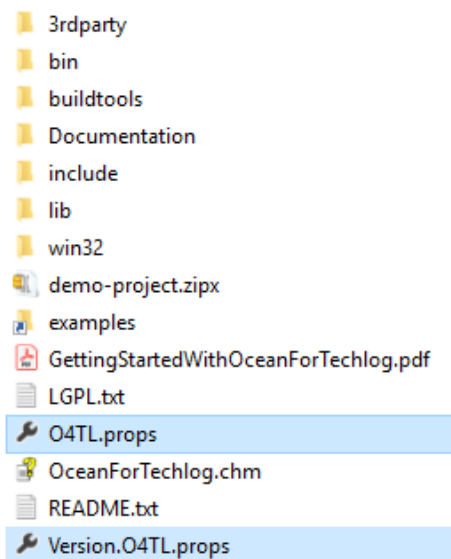 3rdparty
bin
buildtools
Documentation
include
lib
win32
demo-project.zipx
examples
GettingStartedWithOceanForTechlog.pdf
LGPL.txt
O4TL.props
OceanForTechlog.chm
README.txt
Version.O4TL.props